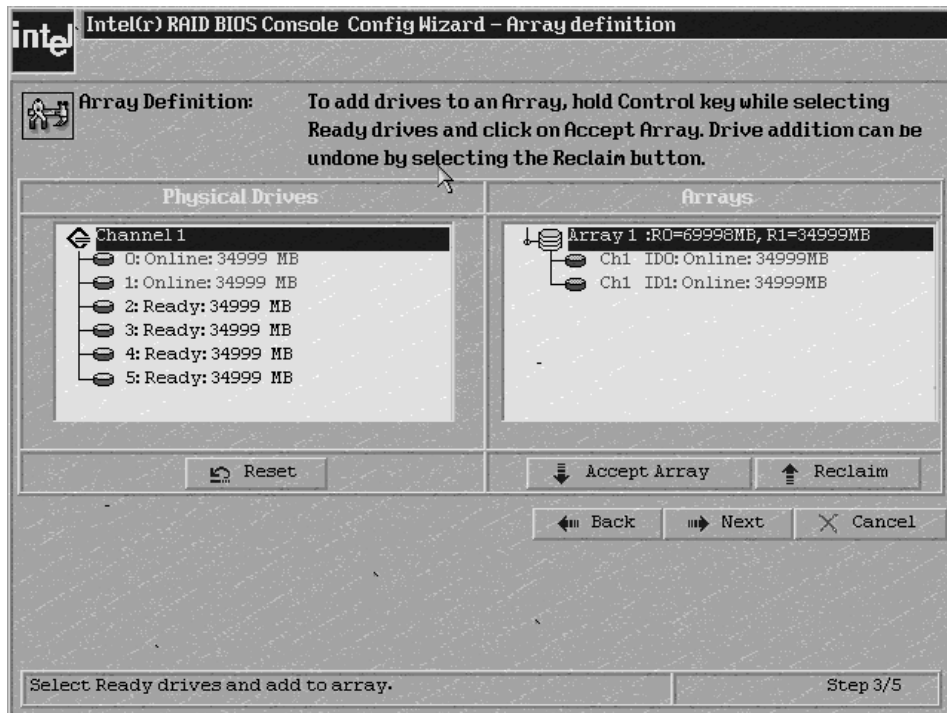 intel
Intel(r) RAID BIOS Console Config Wizard – Array definition
Array Definition:
To add drives to an Array, hold Control key while selecting
Ready drives and click on Accept Array. Drive addition can be
undone by selecting the Reclaim button.
Physical Drives
Channel 1
0: Online: 34999 MB
1: Online: 34999 MB
2: Ready: 34999 MB
3: Ready: 34999 MB
4: Ready: 34999 MB
5: Ready: 34999 MB
Reset
Arrays
Array 1 :R0=69998MB, R1=34999MB
Ch1 ID0: Online: 34999MB
Ch1 ID1: Online: 34999MB
Accept Array
Reclaim
Back
Next
Cancel
Select Ready drives and add to array.
Step 3/5